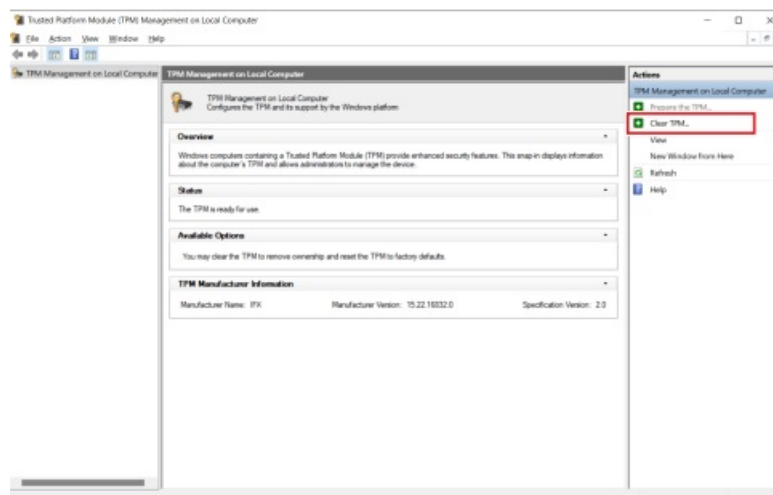 Trusted Platform Module (TPM) Management on Local Computer
File Action View Window Help
TPM Management on Local Computer
TPM Management on Local Computer
TPM Management on Local Computer
Configures the TPM and its support by the Windows platform
Overview
Windows computers containing a Trusted Platform Module (TPM) provide enhanced security features. This snap-in displays information
about the computer's TPM and allows administrators to manage the device.
Status
The TPM is ready for use.
Available Options
You may clear the TPM to remove ownership and reset the TPM to factory defaults.
TPM Manufacturer Information
Manufacturer Name: IFX Manufacturer Version: 15.22.16832.0 Specification Version: 2.0
Actions
TPM Management on Local Computer
Prepare the TPM...
Clear TPM...
View
New Window from Here
Refresh
Help